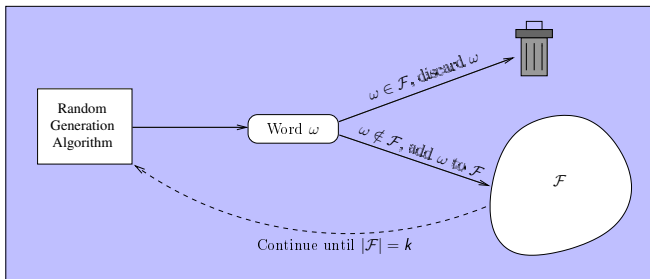 Random
Generation
Algorithm
Word ω
ω ∈ 𝓕, discard ω
ω ∉ 𝓕, add ω to 𝓕
𝓕
Continue until |𝓕| = k